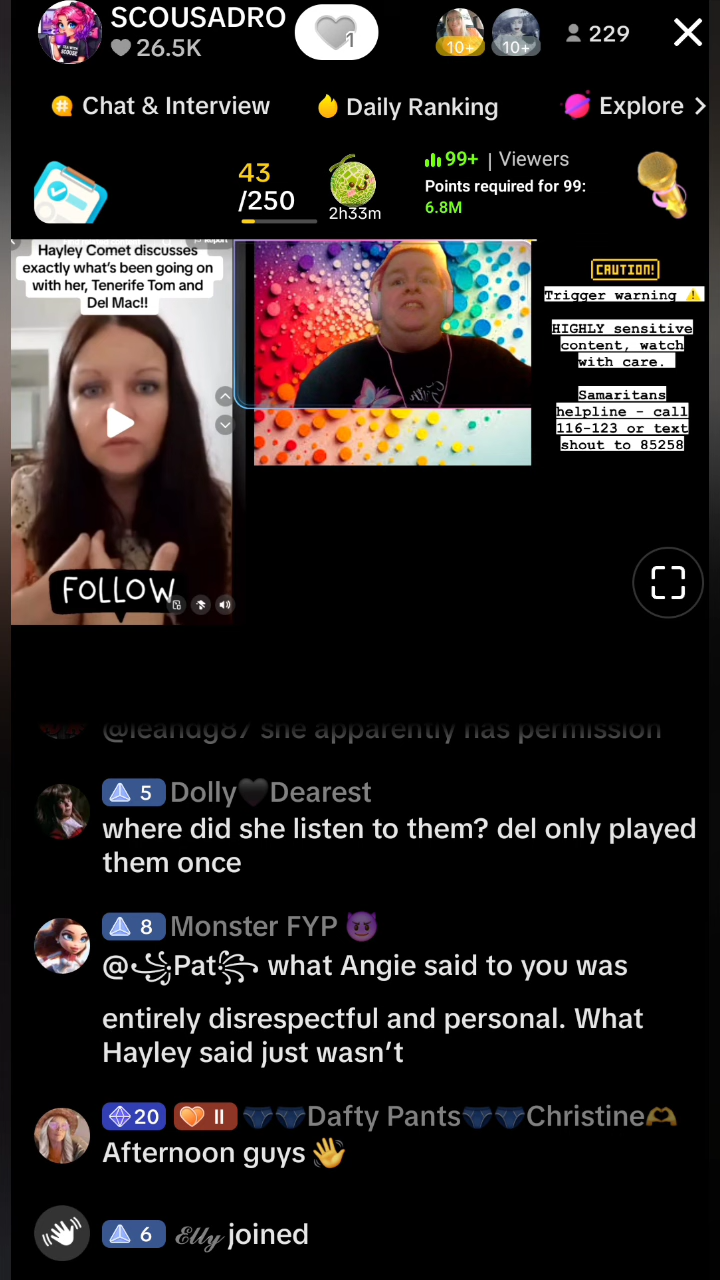 SCOUSADRO
26.5K
1
10+
10+
229
Chat & Interview
Daily Ranking
Explore
43
/250
2h33m
99+ | Viewers
Points required for 99:
6.8M
Hayley Comet discusses
exactly what's been going on
with her, Tenerife Tom and
Del Mac!!
FOLLOW
CAUTION!
Trigger warning ⚠️
HIGHLY sensitive
content, watch
with care.
Samaritans
helpline - call
116-123 or text
shout to 85258
@leandg87 she apparently has permission
5 Dolly🖤Dearest
where did she listen to them? del only played
them once
8 Monster FYP 😈
@꧁Pat꧂ what Angie said to you was
entirely disrespectful and personal. What
Hayley said just wasn't
20 II 🩲🩲Dafty Pants🩲🩲Christine🫶
Afternoon guys 👋
6 𝓔𝓵𝓵𝔂 joined